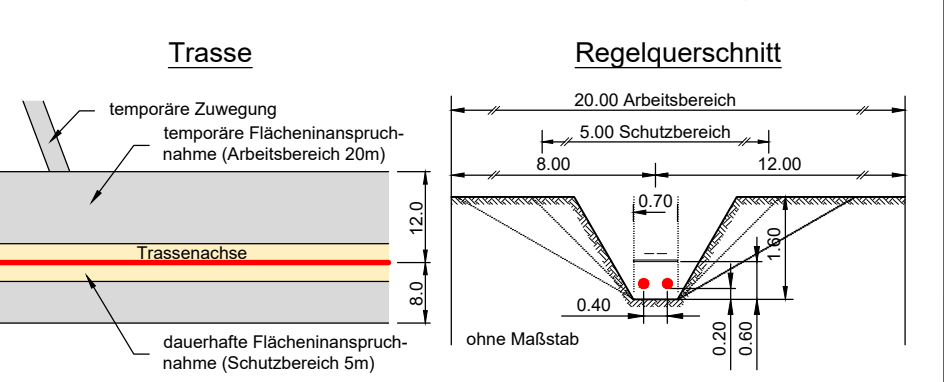 Trasse
temporäre Zuwegung
temporäre Flächeninanspruch-
nahme (Arbeitsbereich 20m)
Trassenachse
12.0
8.0
dauerhafte Flächeninanspruch-
nahme (Schutzbereich 5m)
Regelquerschnitt
20.00 Arbeitsbereich
5.00 Schutzbereich
8.00
12.00
0.70
1.60
0.40
0.20
0.60
ohne Maßstab